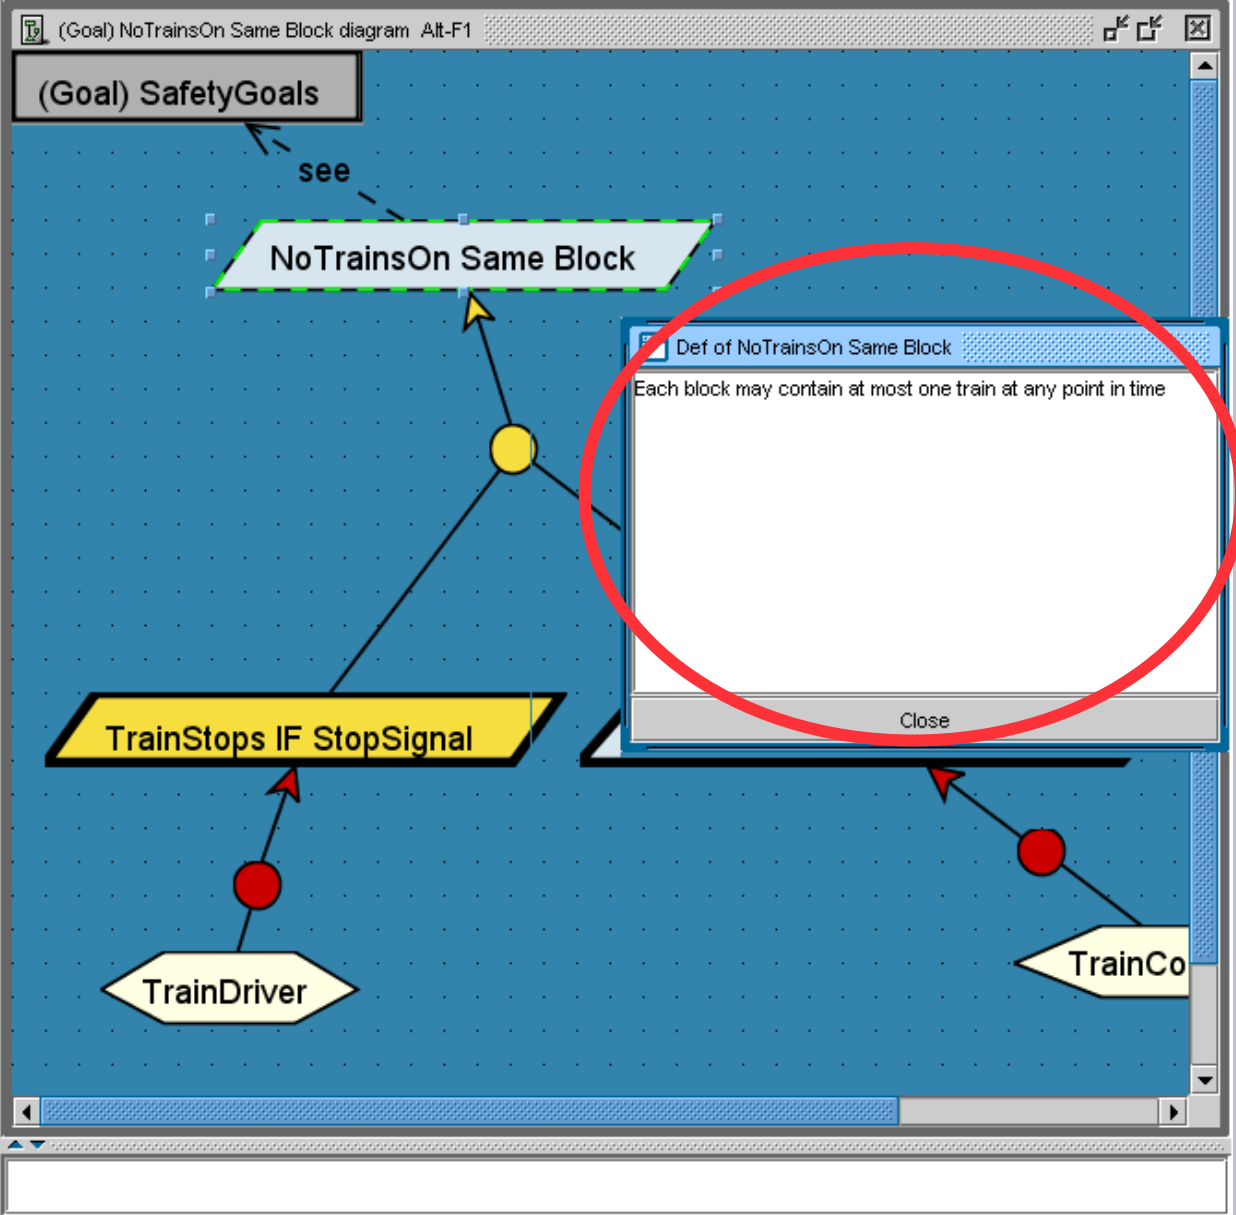 (Goal) NoTrainsOn Same Block diagram Alt-F1
(Goal) SafetyGoals
see
NoTrainsOn Same Block
Def of NoTrainsOn Same Block
Each block may contain at most one train at any point in time
Close
TrainStops IF StopSignal
TrainDriver
TrainCo